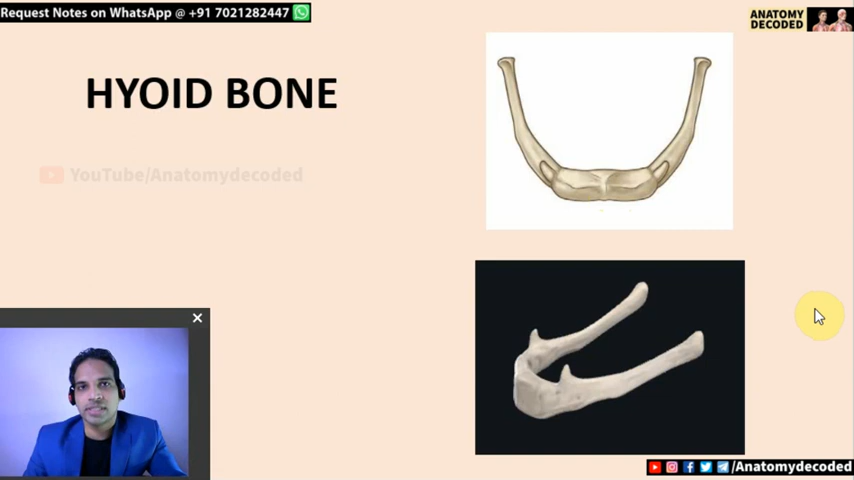 Request Notes on WhatsApp @ +91 7021282447
ANATOMY
DECODED
HYOID BONE
YouTube/Anatomydecoded
/Anatomydecoded